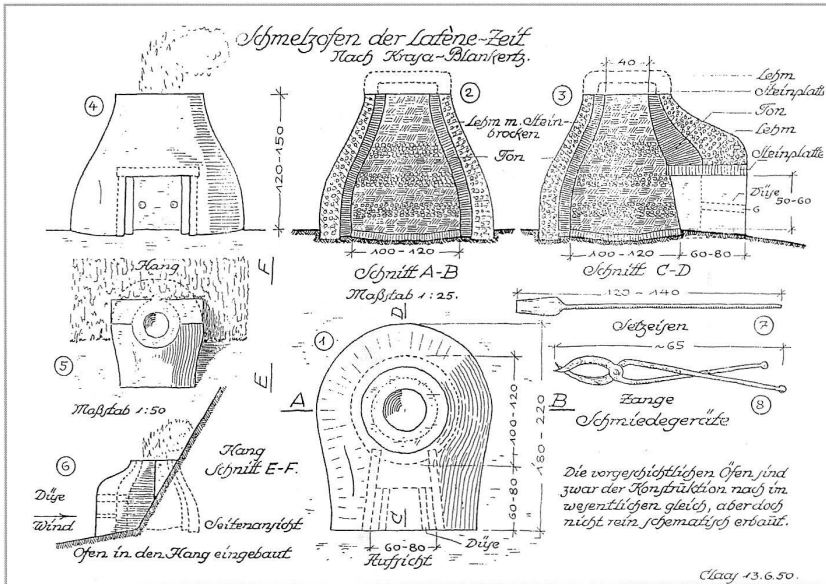 Schmelzofen der Latène-Zeit
Nach Krasa-Blankertz.
4
120-150
2
Lehm m. Stein-
brocken
Ton
100-120
Schnitt A-B
Maßstab 1:25.
3
40
Lehm
Steinplatte
Ton
Lehm
Steinplatte
Düse
6
50-60
100-120
60-80
Schnitt C-D
Hang
F
5
E
Maßstab 1:50
120-140
Setzeisen
7
~65
Zange
8
Schmiedegeräte
D
1
A
B
C
100-120
180-220
60-80
60-80
Düse
Aufsicht
6
Hang
Schnitt E-F.
Düse
Wind
Seitenansicht
Ofen in den Hang eingebaut
Die vorgeschichtlichen Öfen sind
zwar der Konstruktion nach im
wesentlichen gleich, aber doch
nicht rein schematisch erbaut.
Claas 13.6.50.